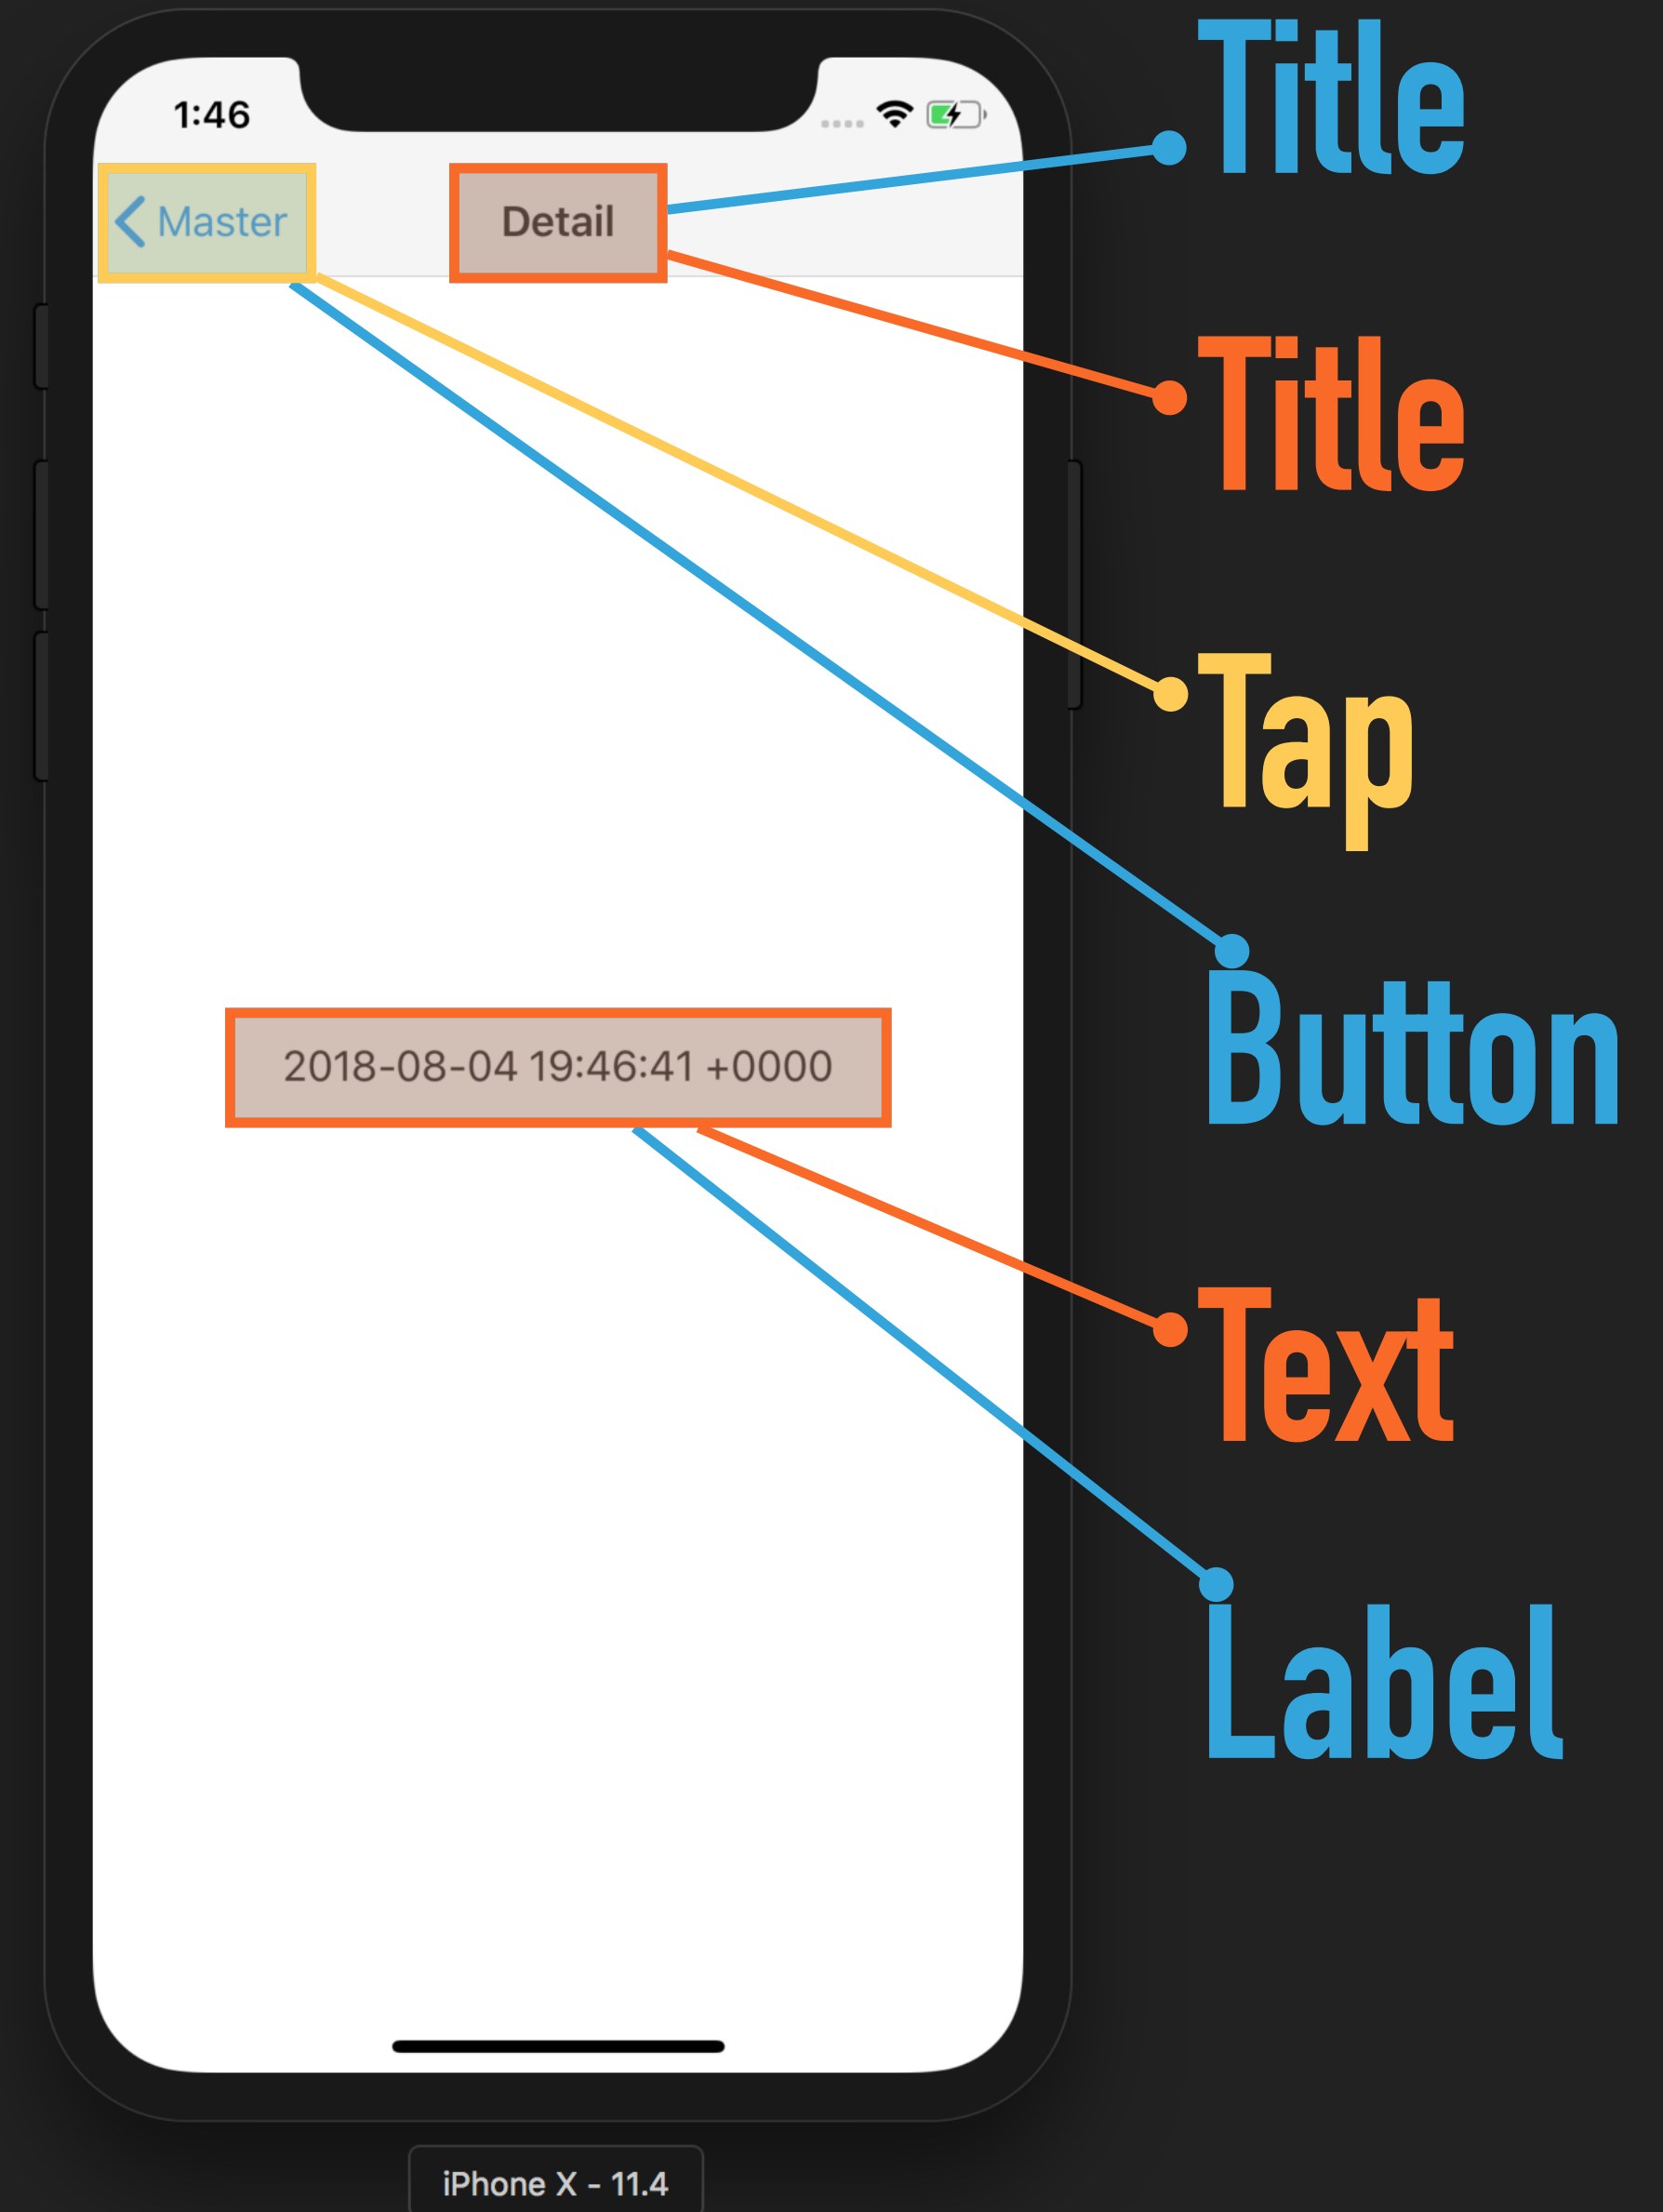 1:46
Master
Detail
2018-08-04 19:46:41 +0000
iPhone X - 11.4
Title
Title
Tap
Button
Text
Label